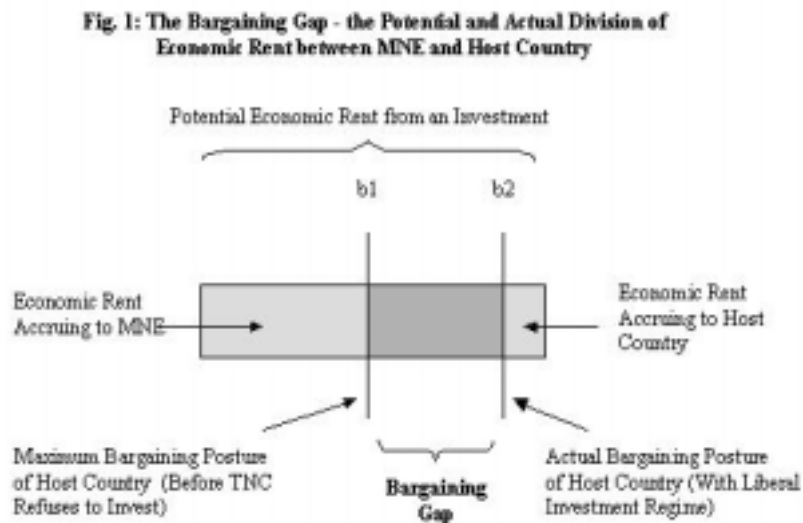 Fig. 1: The Bargaining Gap - the Potential and Actual Division of
Economic Rent between MNE and Host Country
Potential Economic Rent from an Investment
b1
b2
Economic Rent
Accruing to MNE
Economic Rent
Accruing to Host
Country
Maximum Bargaining Posture
of Host Country (Before TNC
Refuses to Invest)
Bargaining
Gap
Actual Bargaining Posture
of Host Country (With Liberal
Investment Regime)